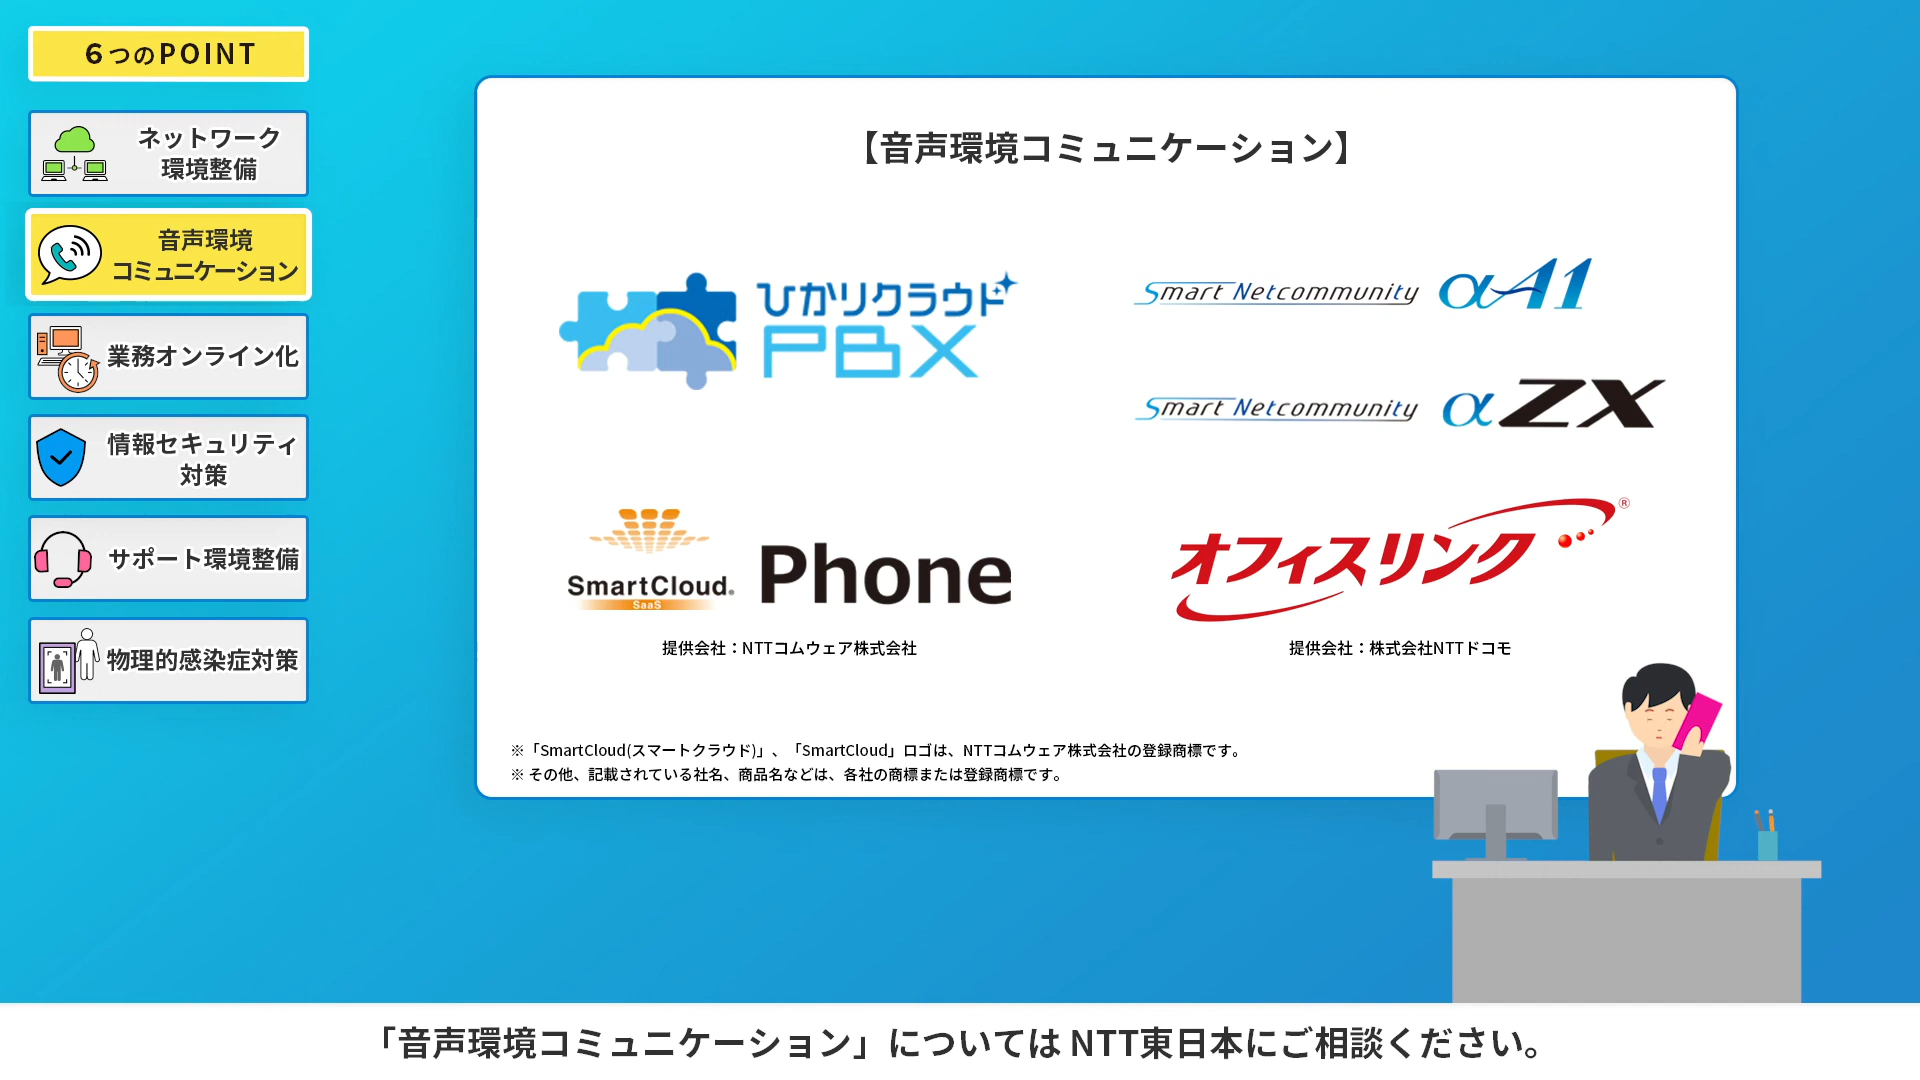 ６つのPOINT
ネットワーク
環境整備
音声環境
コミュニケーション
業務オンライン化
情報セキュリティ
対策
サポート環境整備
物理的感染症対策
【音声環境コミュニケーション】
ひかりクラウド
PBX
Smart Netcommunity αA1
Smart Netcommunity αZX
SmartCloud.
SaaS
Phone
提供会社：NTTコムウェア株式会社
オフィスリンク®
提供会社：株式会社NTTドコモ
※「SmartCloud(スマートクラウド)」、「SmartCloud」ロゴは、NTTコムウェア株式会社の登録商標です。
※ その他、記載されている社名、商品名などは、各社の商標または登録商標です。
「音声環境コミュニケーション」については NTT東日本にご相談ください。